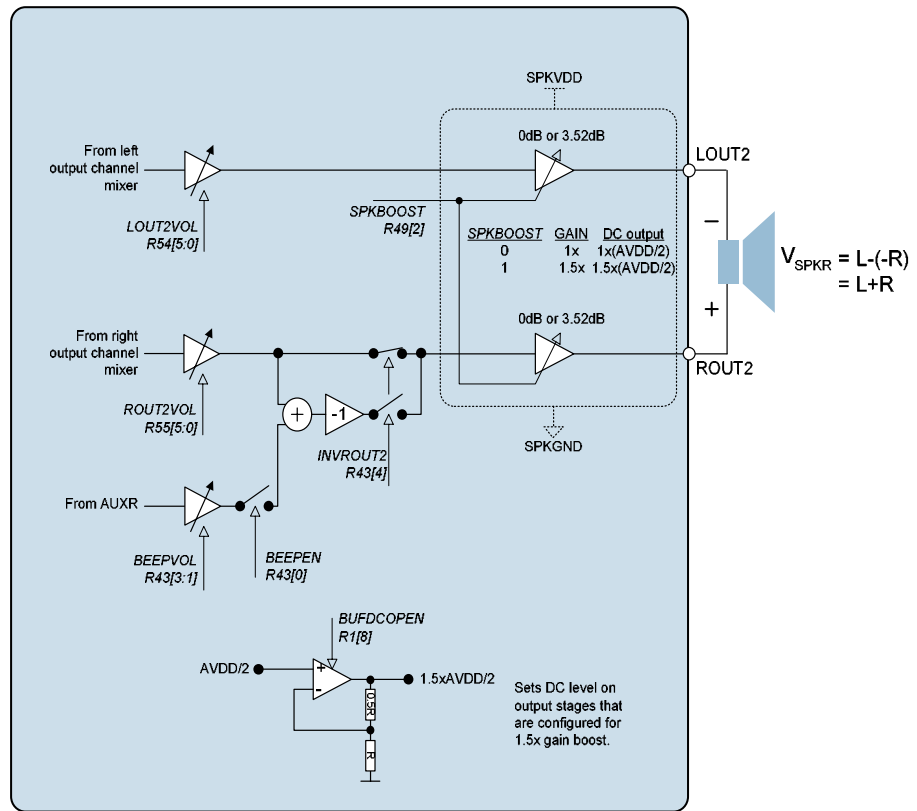 SPKVDD
0dB or 3.52dB
From left
output channel
mixer
LOUT2
LOUT2VOL
R54[5:0]
SPKBOOST
R49[2]
SPKBOOST GAIN DC output
0 1x 1x(AVDD/2)
1 1.5x 1.5x(AVDD/2)
−
VSPKR = L-(-R)
= L+R
+
0dB or 3.52dB
From right
output channel
mixer
ROUT2
ROUT2VOL
R55[5:0]
+
-1
INVROUT2
R43[4]
SPKGND
From AUXR
BEEPVOL
R43[3:1]
BEEPEN
R43[0]
BUFDCOPEN
R1[8]
AVDD/2
+
-
1.5xAVDD/2
0.5R
R
Sets DC level on
output stages that
are configured for
1.5x gain boost.